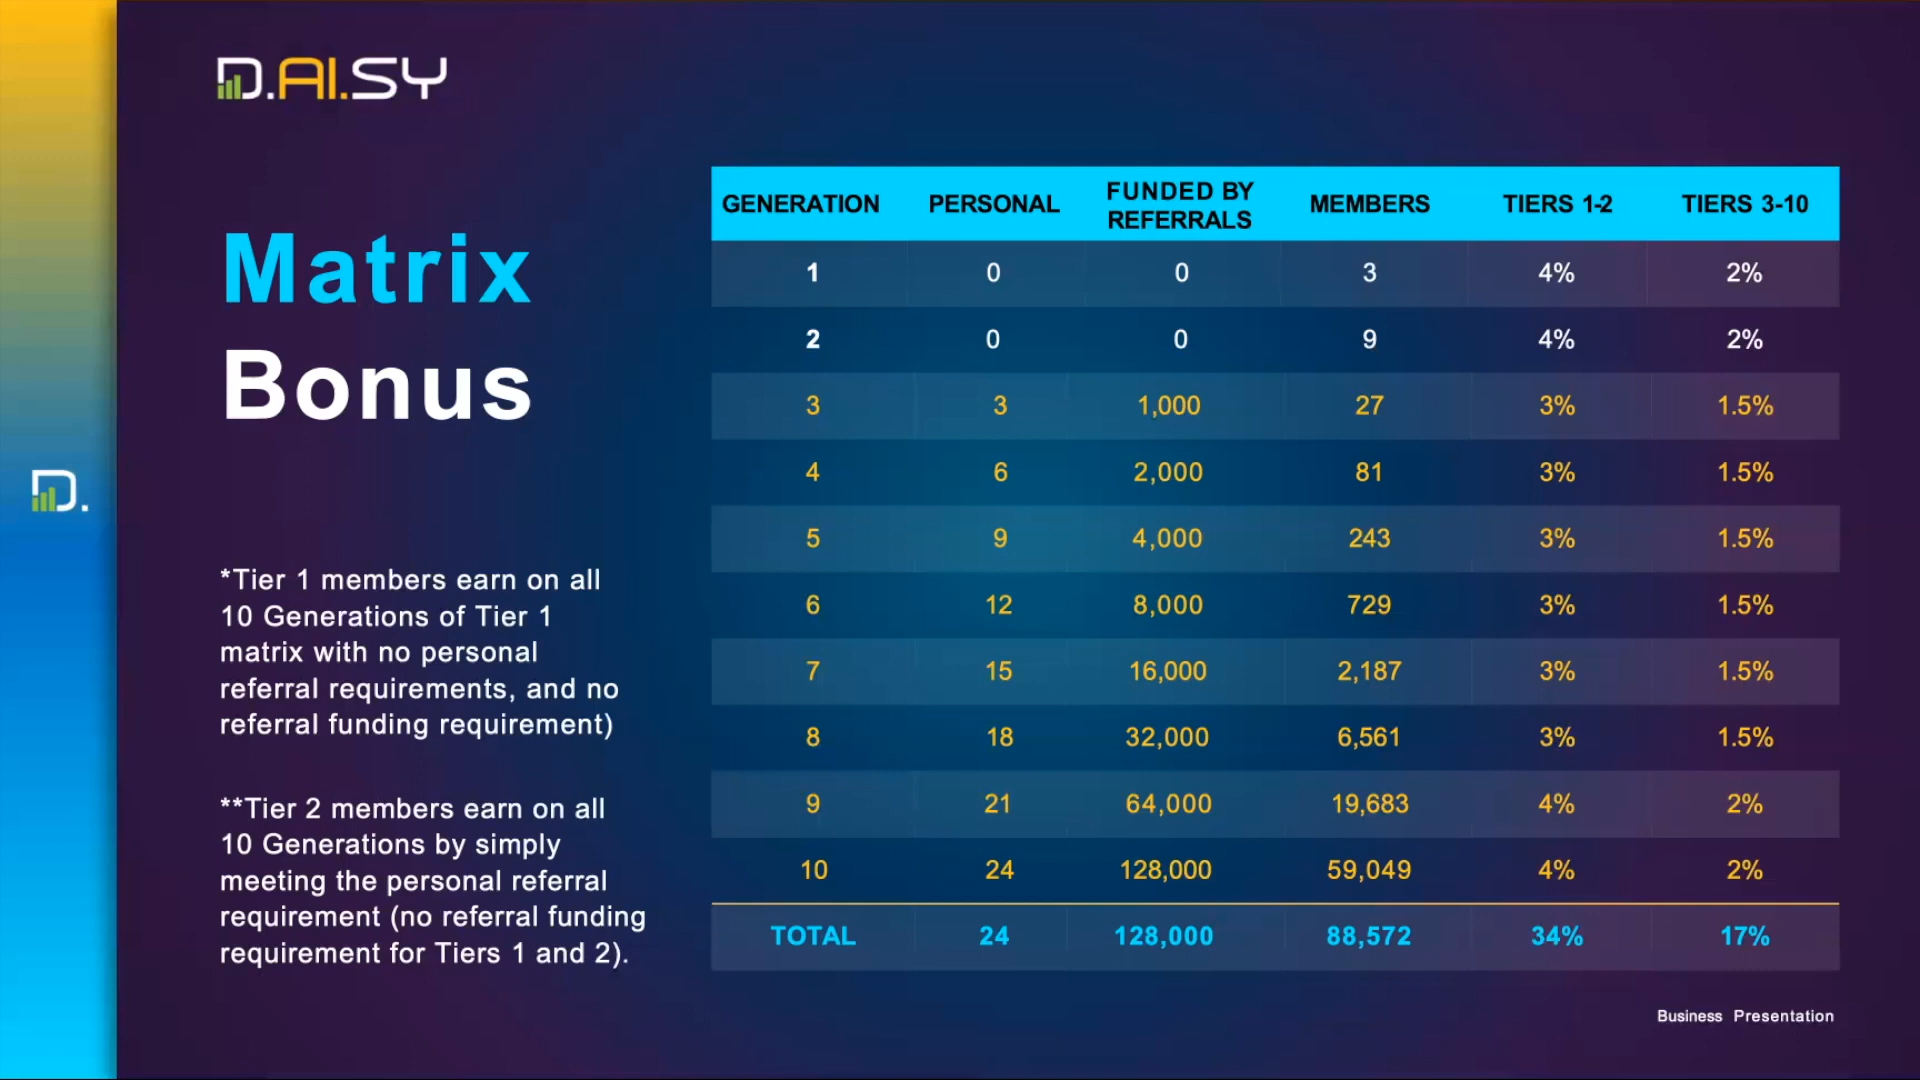 D.AI.SY
Matrix
Bonus
D.
*Tier 1 members earn on all
10 Generations of Tier 1
matrix with no personal
referral requirements, and no
referral funding requirement)
**Tier 2 members earn on all
10 Generations by simply
meeting the personal referral
requirement (no referral funding
requirement for Tiers 1 and 2).
GENERATION PERSONAL FUNDED BY REFERRALS MEMBERS TIERS 1-2 TIERS 3-10
1 0 0 3 4% 2%
2 0 0 9 4% 2%
3 3 1,000 27 3% 1.5%
4 6 2,000 81 3% 1.5%
5 9 4,000 243 3% 1.5%
6 12 8,000 729 3% 1.5%
7 15 16,000 2,187 3% 1.5%
8 18 32,000 6,561 3% 1.5%
9 21 64,000 19,683 4% 2%
10 24 128,000 59,049 4% 2%
TOTAL 24 128,000 88,572 34% 17%
Business Presentation